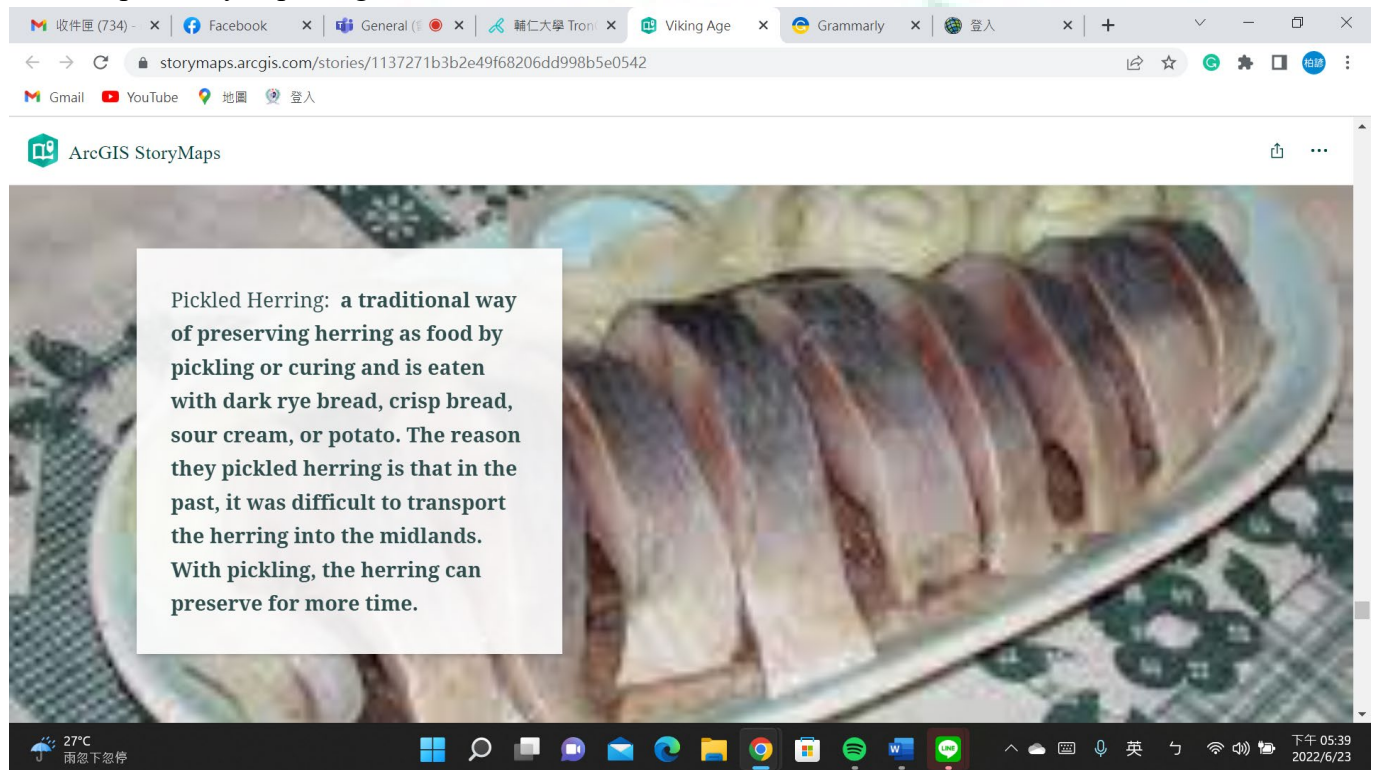 收件匣 (734) -
Facebook
General (
輔仁大學 Tron
Viking Age
Grammarly
登入
storymaps.arcgis.com/stories/1137271b3b2e49f68206dd998b5e0542
柏諺
Gmail
YouTube
地圖
登入
ArcGIS StoryMaps
Pickled Herring: a traditional way
of preserving herring as food by
pickling or curing and is eaten
with dark rye bread, crisp bread,
sour cream, or potato. The reason
they pickled herring is that in the
past, it was difficult to transport
the herring into the midlands.
With pickling, the herring can
preserve for more time.
27°C
雨忽下忽停
英
ㄅ
下午 05:39
2022/6/23